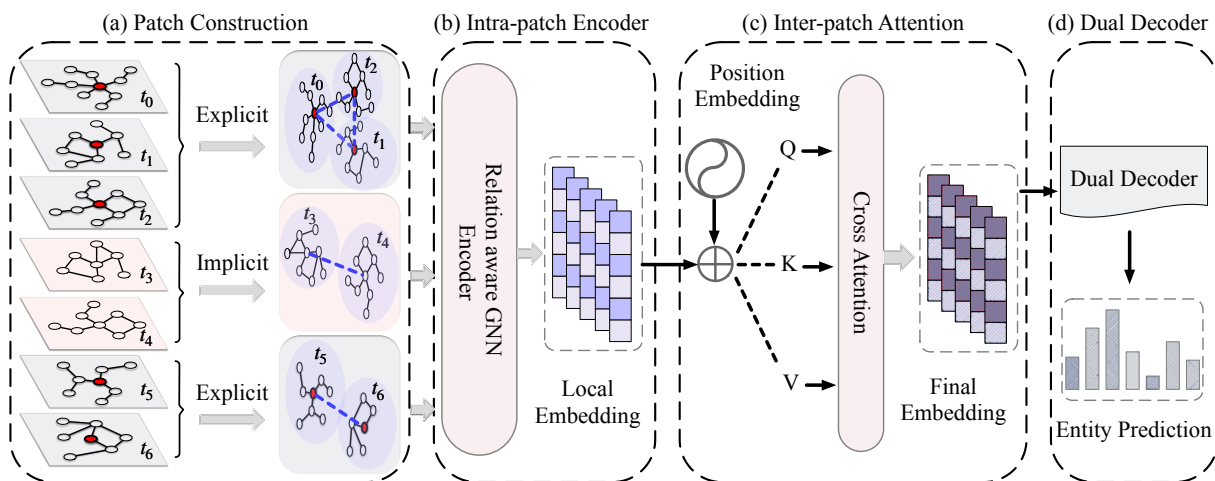 (a) Patch Construction
(b) Intra-patch Encoder
(c) Inter-patch Attention
(d) Dual Decoder
t0
t1
t2
t3
t4
t5
t6
Explicit
Implicit
Explicit
t0
t2
t1
t3
t4
t5
t6
Relation aware GNN
Encoder
Local
Embedding
Position
Embedding
Q
K
V
Cross Attention
Final
Embedding
Dual Decoder
Entity Prediction